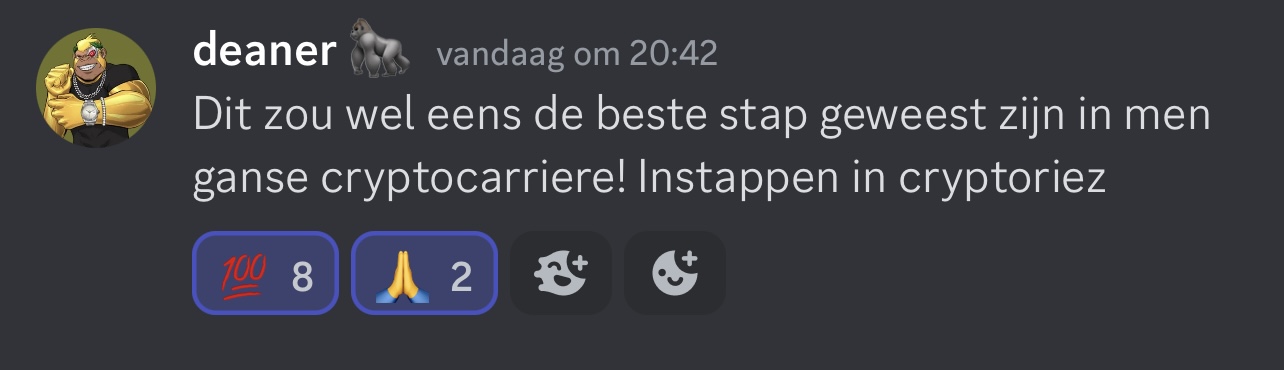 deaner 🦍 vandaag om 20:42
Dit zou wel eens de beste stap geweest zijn in men
ganse cryptocarriere! Instappen in cryptoriez
💯 8 🙏 2